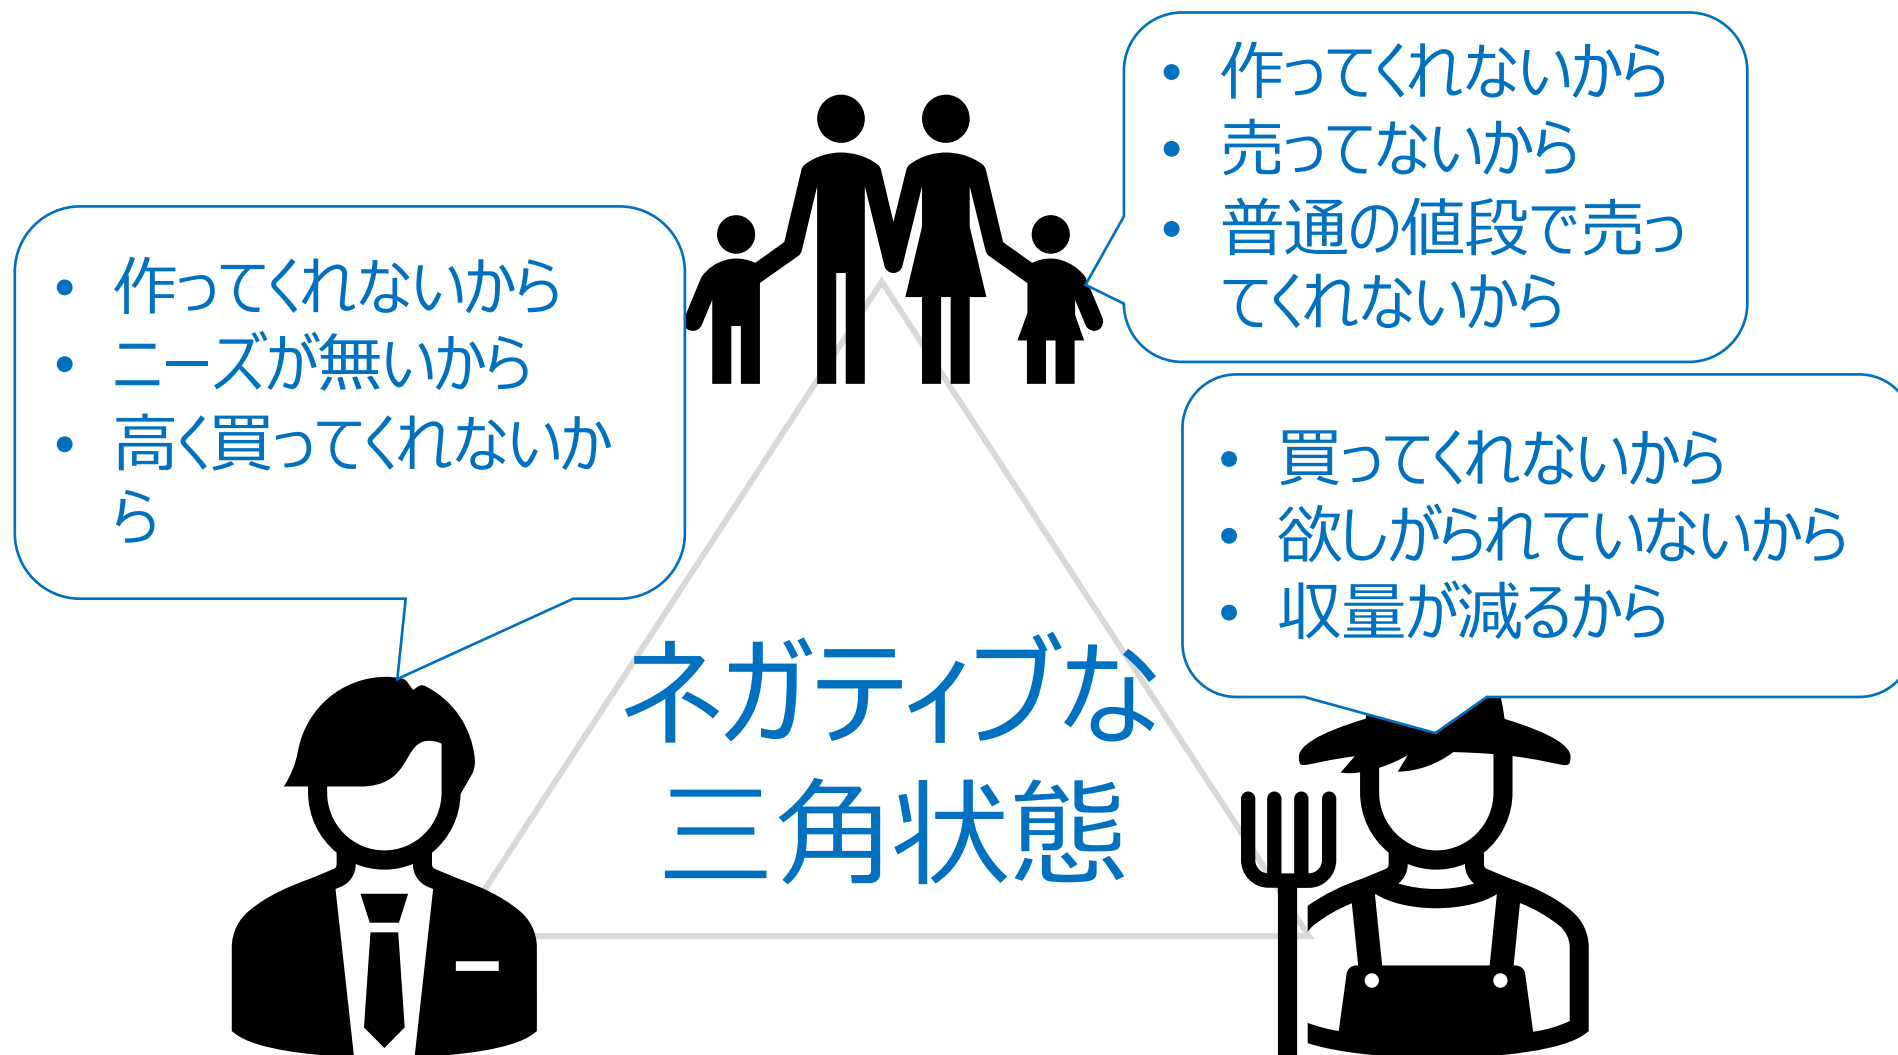 • 作ってくれないから
• 売ってないから
• 普通の値段で売っ
てくれないから
• 作ってくれないから
• ニーズが無いから
• 高く買ってくれないか
ら
• 買ってくれないから
• 欲しがられていないから
• 収量が減るから
ネガティブな
三角状態